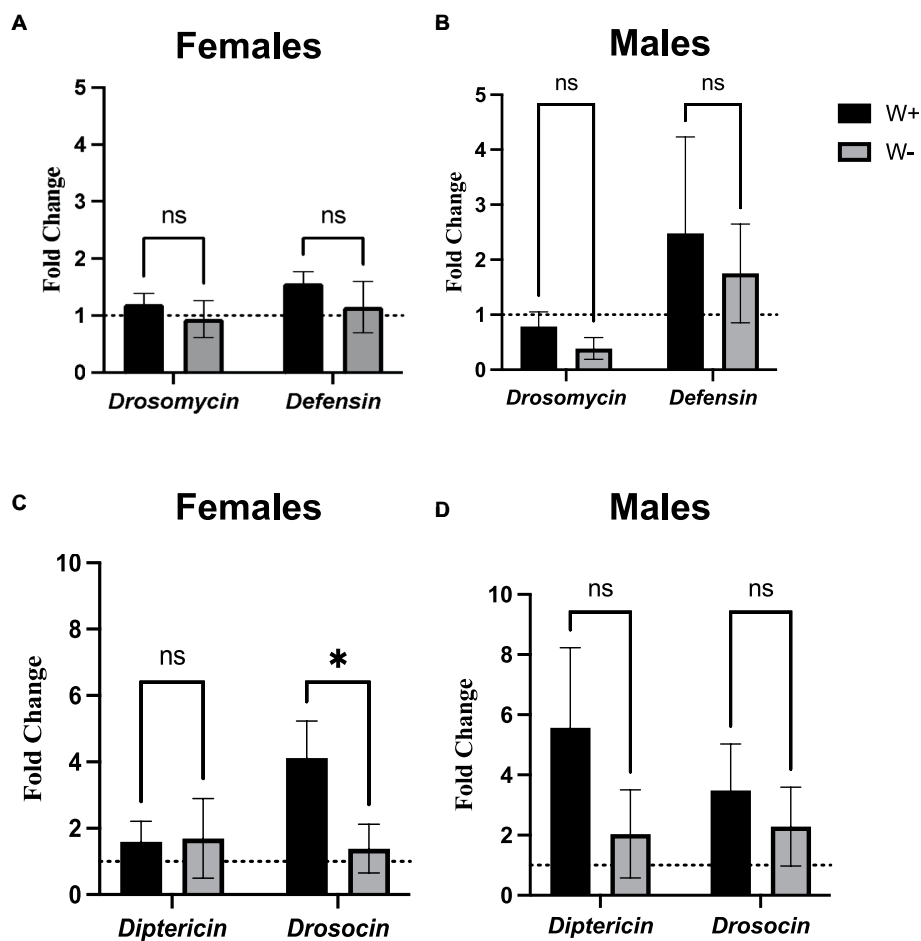 A
Females
5
4
3
2
1
0
Fold Change
ns
ns
Drosomycin
Defensin
B
Males
5
4
3
2
1
0
Fold Change
ns
ns
Drosomycin
Defensin
W+
W-
C
Females
10
8
6
4
2
0
Fold Change
ns
*
Diptericin
Drosocin
D
Males
10
8
6
4
2
0
Fold Change
ns
ns
Diptericin
Drosocin